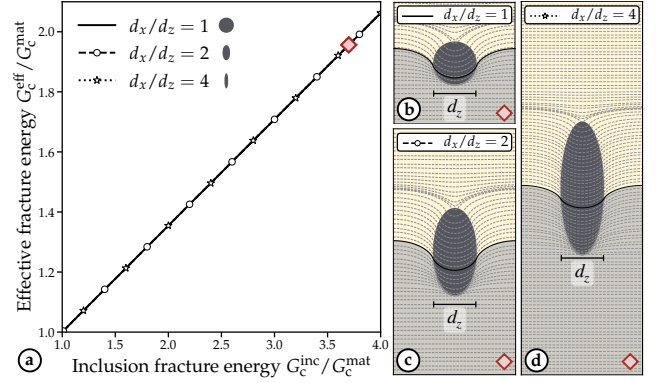 2.0
1.8
1.6
1.4
1.2
1.0
1.0 1.5 2.0 2.5 3.0 3.5 4.0
Effective fracture energy G_c^eff/G_c^mat
Inclusion fracture energy G_c^inc/G_c^mat
d_x/d_z = 1
d_x/d_z = 2
d_x/d_z = 4
a
d_x/d_z = 1
d_z
b
d_x/d_z = 2
d_z
c
d_x/d_z = 4
d_z
d